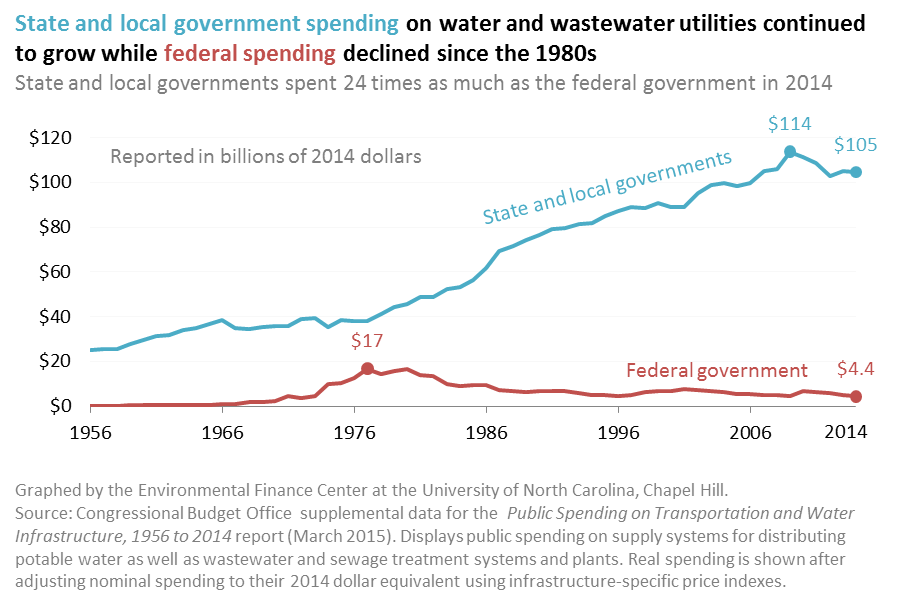 State and local government spending on water and wastewater utilities continued
to grow while federal spending declined since the 1980s
State and local governments spent 24 times as much as the federal government in 2014
$114
$120
$105
Reported in billions of 2014 dollars
State and local governments
$100
$80
$60
$40
$17
$20
Federal government
$4.4
$0
1956
1966
1976
1986
1996
2006
2014
Graphed by the Environmental Finance Center at the University of North Carolina, Chapel Hill.
Source: Congressional Budget Office supplemental data for the Public Spending on Transportation and Water
Infrastructure, 1956 to 2014 report (March 2015). Displays public spending on supply systems for distributing
potable water as well as wastewater and sewage treatment systems and plants. Real spending is shown after
adjusting nominal spending to their 2014 dollar equivalent using infrastructure-specific price indexes.